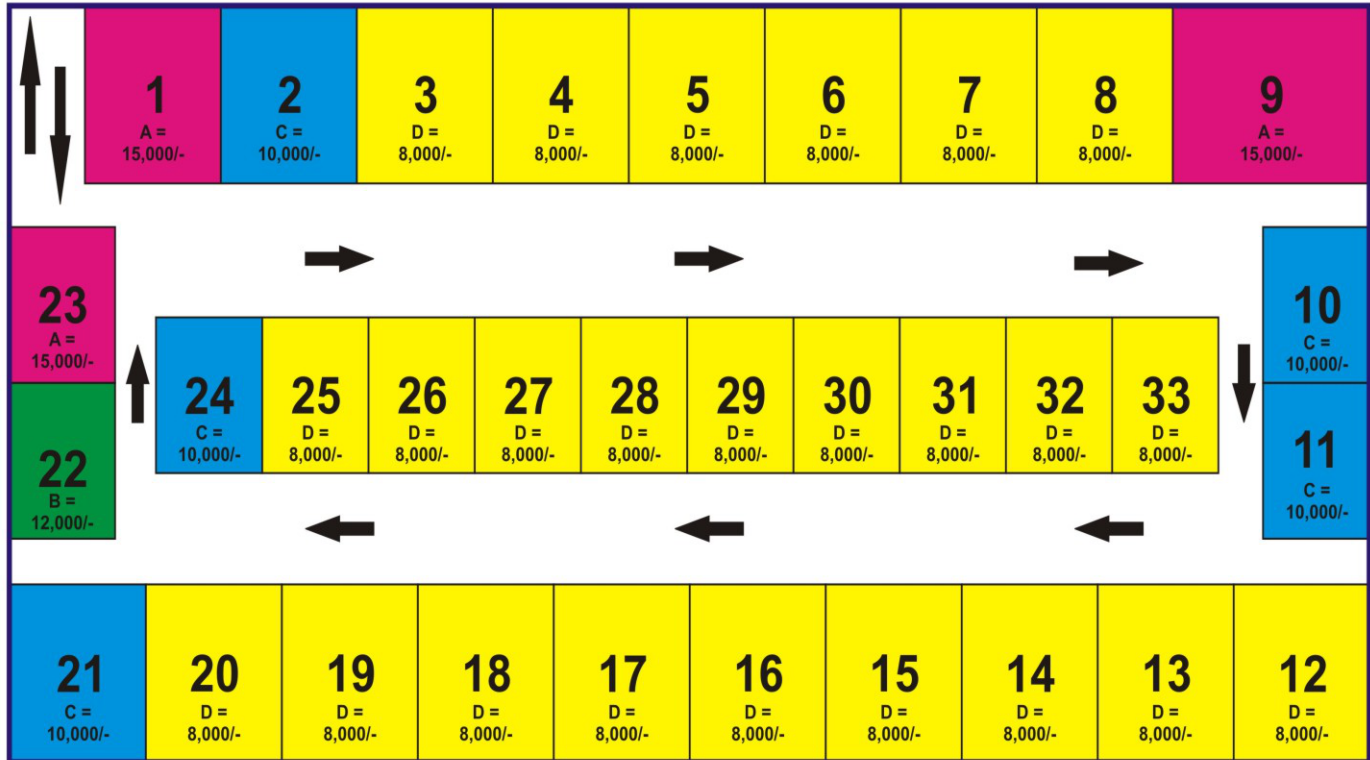 1
A =
15,000/-
2
C =
10,000/-
3
D =
8,000/-
4
D =
8,000/-
5
D =
8,000/-
6
D =
8,000/-
7
D =
8,000/-
8
D =
8,000/-
9
A =
15,000/-
23
A =
15,000/-
22
B =
12,000/-
24
C =
10,000/-
25
D =
8,000/-
26
D =
8,000/-
27
D =
8,000/-
28
D =
8,000/-
29
D =
8,000/-
30
D =
8,000/-
31
D =
8,000/-
32
D =
8,000/-
33
D =
8,000/-
10
C =
10,000/-
11
C =
10,000/-
21
C =
10,000/-
20
D =
8,000/-
19
D =
8,000/-
18
D =
8,000/-
17
D =
8,000/-
16
D =
8,000/-
15
D =
8,000/-
14
D =
8,000/-
13
D =
8,000/-
12
D =
8,000/-